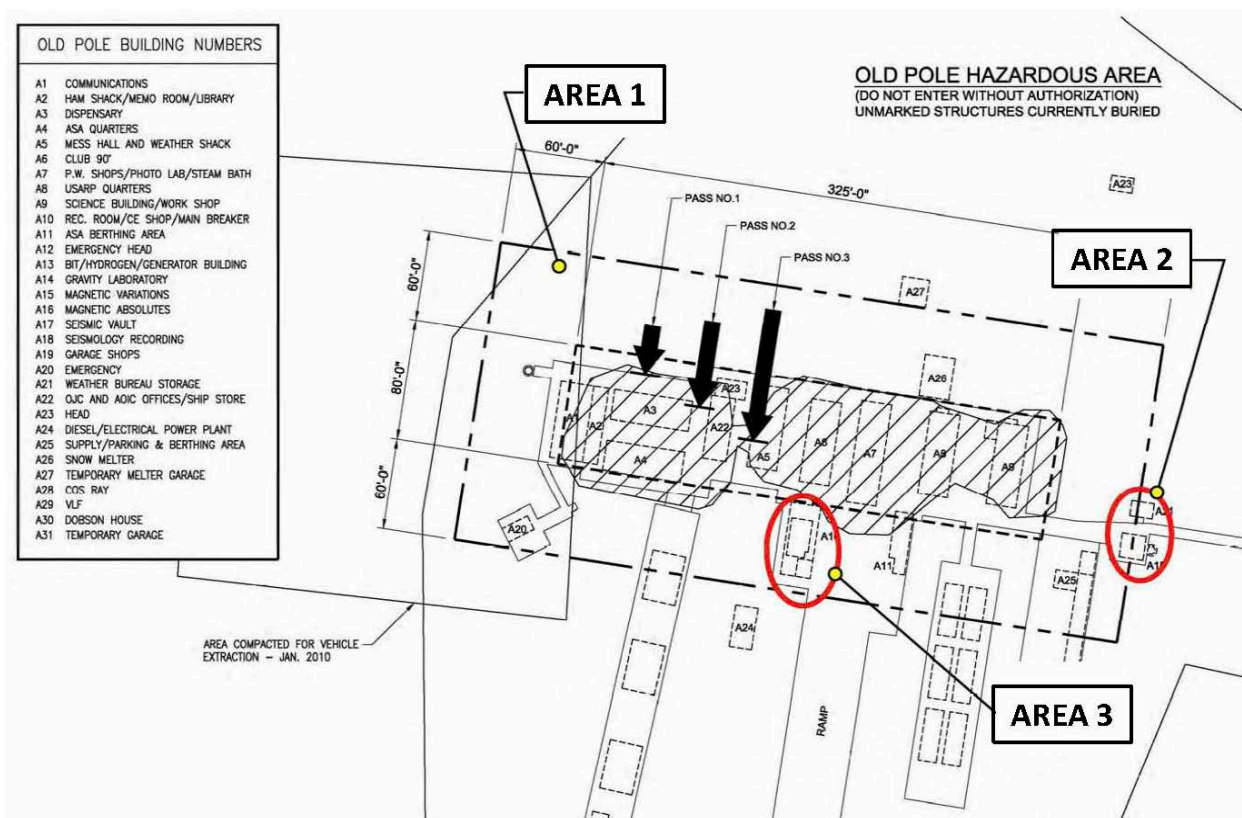 OLD POLE BUILDING NUMBERS
A1 COMMUNICATIONS
A2 HAM SHACK/MEMO ROOM/LIBRARY
A3 DISPENSARY
A4 ASA QUARTERS
A5 MESS HALL AND WEATHER SHACK
A6 CLUB 90°
A7 P.W. SHOPS/PHOTO LAB/STEAM BATH
A8 USARP QUARTERS
A9 SCIENCE BUILDING/WORK SHOP
A10 REC. ROOM/CE SHOP/MAIN BREAKER
A11 ASA BERTHING AREA
A12 EMERGENCY HEAD
A13 BIT/HYDROGEN/GENERATOR BUILDING
A14 GRAVITY LABORATORY
A15 MAGNETIC VARIATIONS
A16 MAGNETIC ABSOLUTES
A17 SEISMIC VAULT
A18 SEISMOLOGY RECORDING
A19 GARAGE SHOPS
A20 EMERGENCY
A21 WEATHER BUREAU STORAGE
A22 OJC AND AOIC OFFICES/SHIP STORE
A23 HEAD
A24 DIESEL/ELECTRICAL POWER PLANT
A25 SUPPLY/PARKING & BERTHING AREA
A26 SNOW MELTER
A27 TEMPORARY MELTER GARAGE
A28 COS RAY
A29 VLF
A30 DOBSON HOUSE
A31 TEMPORARY GARAGE
OLD POLE HAZARDOUS AREA
(DO NOT ENTER WITHOUT AUTHORIZATION)
UNMARKED STRUCTURES CURRENTLY BURIED
AREA 1
60'-0"
325'-0"
A23
PASS NO.1
PASS NO.2
PASS NO.3
AREA 2
60'-0"
A27
80'-0"
A26
A23
A1
A2
A3
A22
A4
A5
A6
A7
A8
A9
60'-0"
A20
A11
A25
A24
AREA COMPACTED FOR VEHICLE
EXTRACTION - JAN. 2010
RAMP
AREA 3